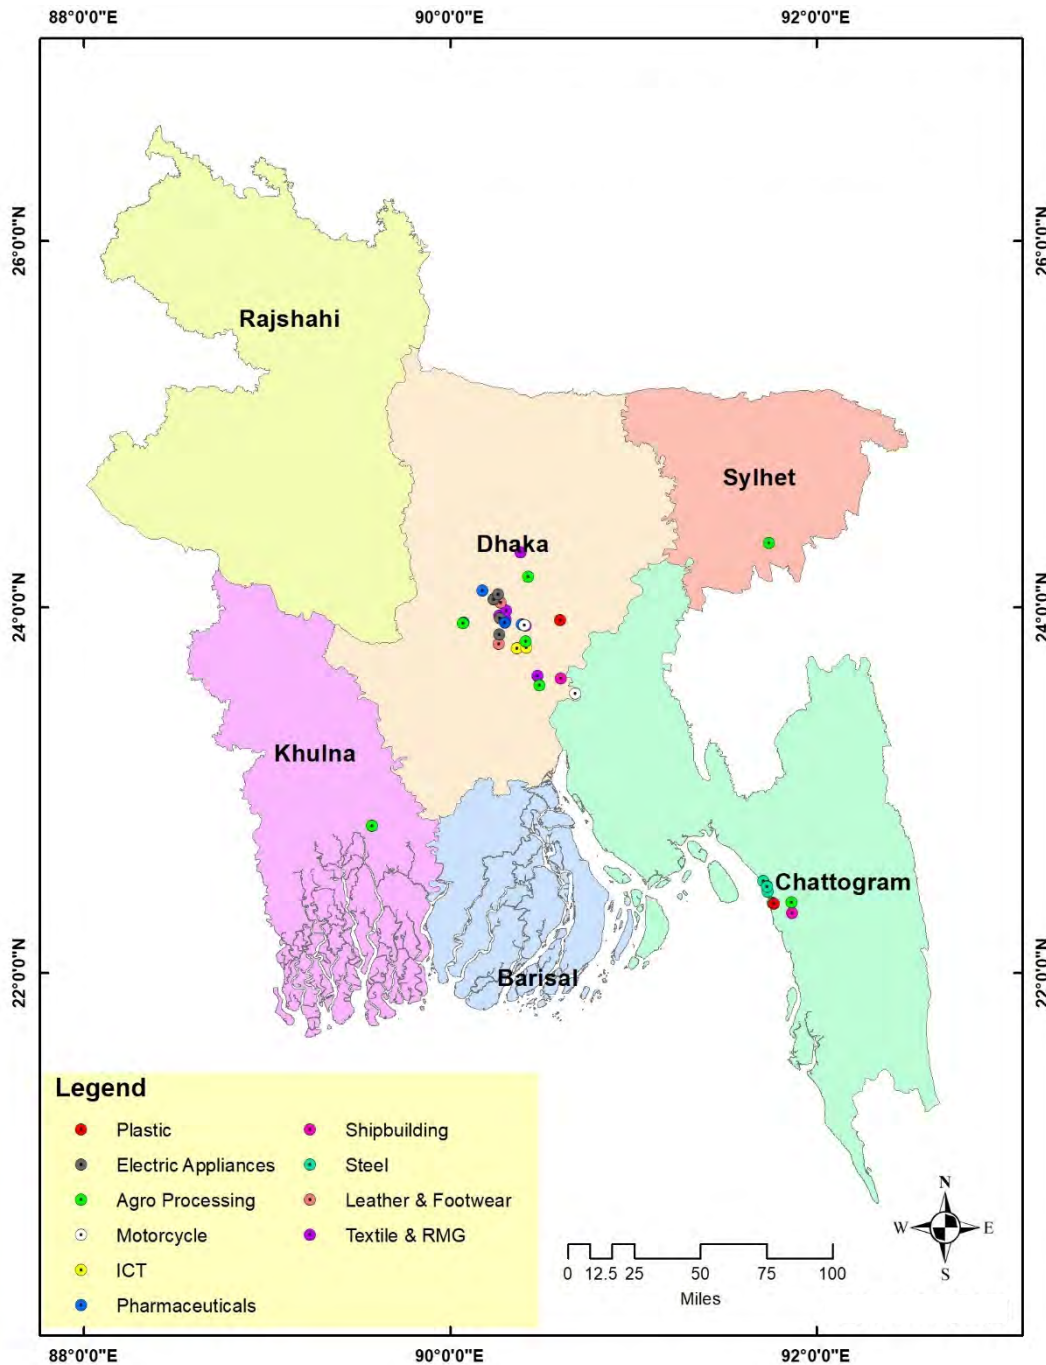 88°0'0"E 90°0'0"E 92°0'0"E
26°0'0"N 26°0'0"N
Rajshahi
Sylhet
Dhaka
24°0'0"N 24°0'0"N
Khulna
Chattogram
Barisal
22°0'0"N 22°0'0"N
Legend
Plastic
Electric Appliances
Agro Processing
Motorcycle
ICT
Pharmaceuticals
Shipbuilding
Steel
Leather & Footwear
Textile & RMG
0 12.5 25 50 75 100
Miles
N
W E
S
88°0'0"E 90°0'0"E 92°0'0"E